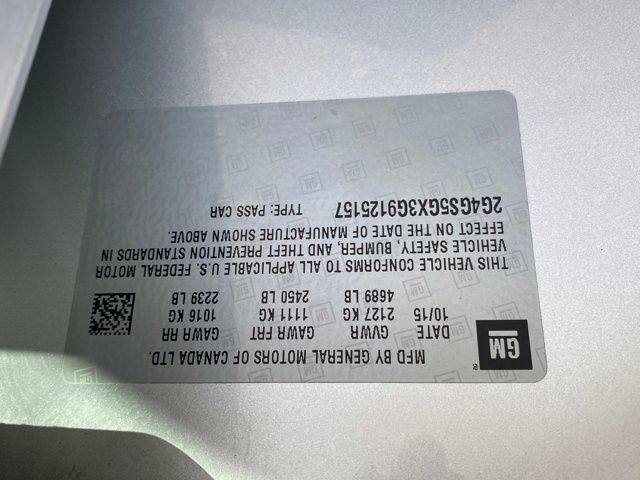 GM
MFD BY GENERAL MOTORS OF CANADA LTD.
DATE GVWR GAWR FRT GAWR RR
10/15 2127 KG 1111 KG 1016 KG
4689 LB 2450 LB 2239 LB
THIS VEHICLE CONFORMS TO ALL APPLICABLE U.S. FEDERAL MOTOR
VEHICLE SAFETY, BUMPER, AND THEFT PREVENTION STANDARDS IN
EFFECT ON THE DATE OF MANUFACTURE SHOWN ABOVE.
2G4GS5GX3G9125157 TYPE: PASS CAR